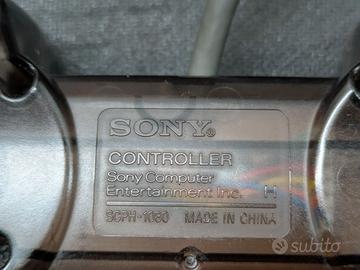 SONY®
CONTROLLER
Sony Computer
Entertainment Inc. H
SCPH-1080 MADE IN CHINA
subito